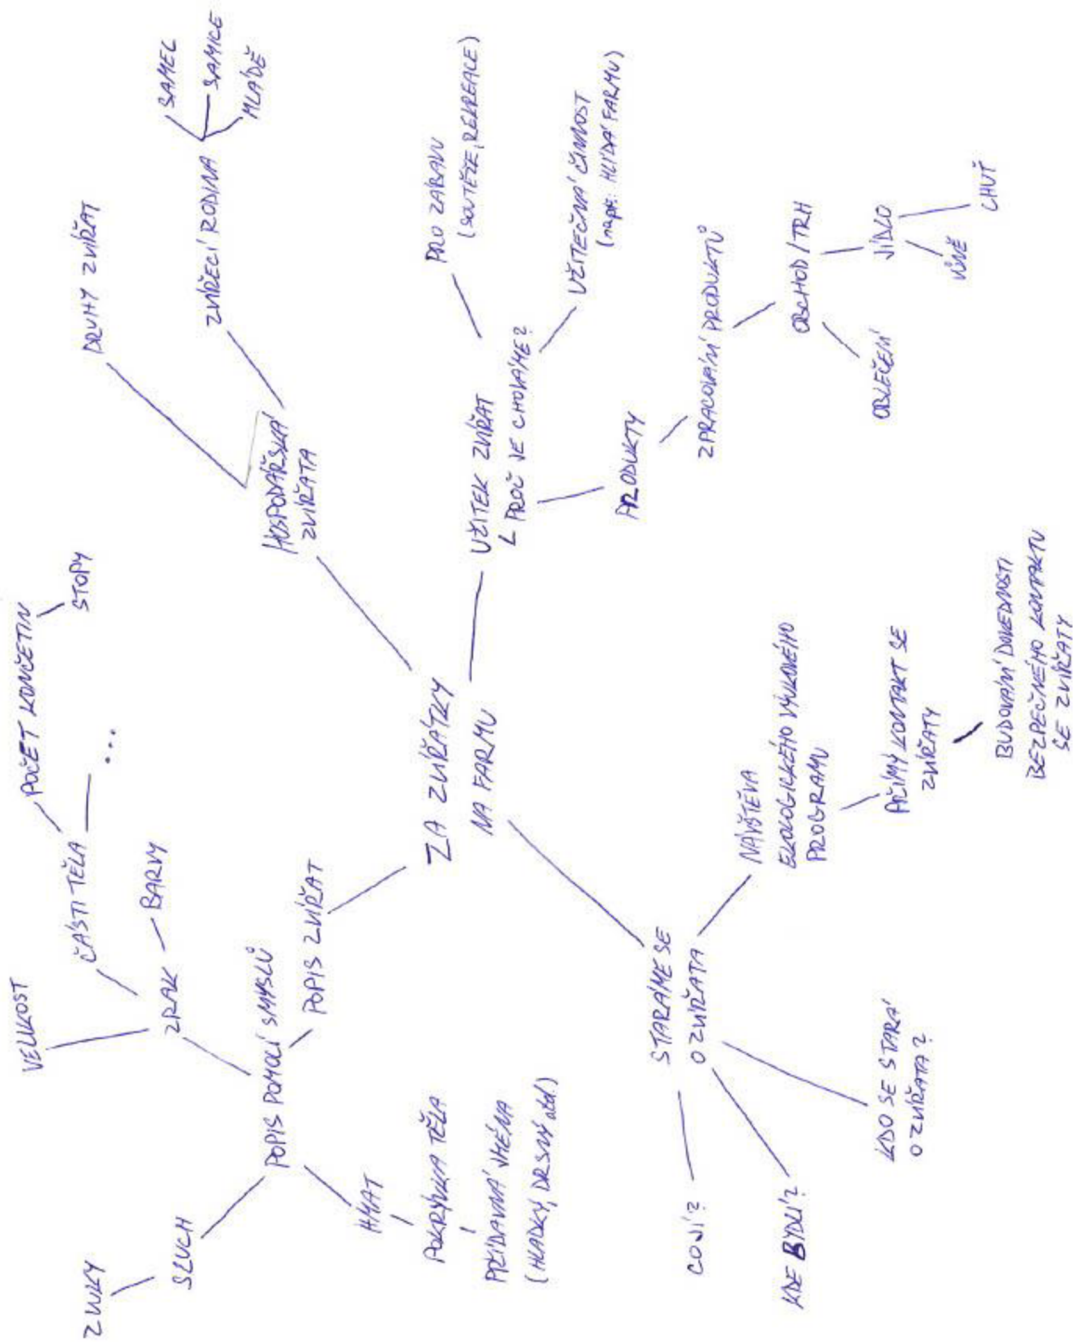 ZA ZVÍŘÁTKY
NA FARMU
POPIS ZVÍŘAT
POPIS POMOCÍ SMYSLŮ
SLUCH
ZVUKY
ZRAK
VELIKOST
ČÁSTI TĚLA
POČET KONČETIN
STOPY
...
BARVY
HMAT
POKRÝVKA TĚLA
PŘÍDAVNÁ JMÉNA
(HLADKÝ, DRSNÝ atd.)
HOSPODÁŘSKÁ
ZVÍŘATA
DRUHY ZVÍŘAT
ZVÍŘECÍ RODINA
SAMEC
SAMICE
MLÁDĚ
UŽITEK ZVÍŘAT
PROČ JE CHOVÁME?
PRO ZÁBAVU
(SOUTĚŽE, REKREACE)
UŽITEČNÁ ČINNOST
(např: HLÍDÁ FARMU)
PRODUKTY
ZPRACOVÁNÍ PRODUKTŮ
OBCHOD / TRH
OBLEČENÍ
JÍDLO
VŮNĚ
CHUŤ
STARÁME SE
O ZVÍŘATA
CO JÍ?
KDE BYDLÍ?
KDO SE STARÁ
O ZVÍŘATA?
NÁVŠTĚVA
EKOLOGICKÉHO VÝUKOVÉHO
PROGRAMU
PŘÍMÝ KONTAKT SE
ZVÍŘATY
BUDOVÁNÍ DOVEDNOSTI
BEZPEČNÉHO KONTAKTU
SE ZVÍŘATY